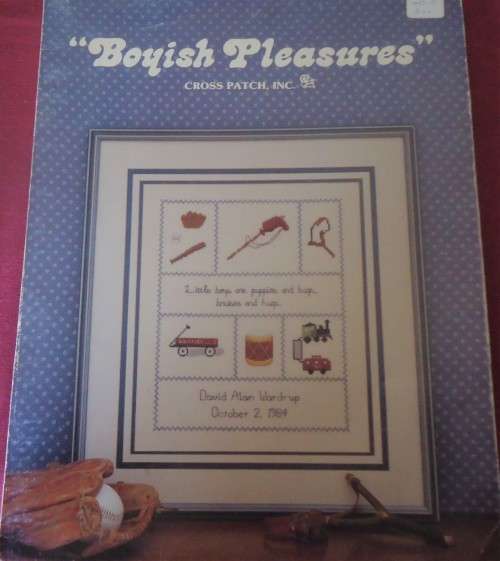 "Boyish Pleasures"
CROSS PATCH, INC.
Little boys are puppies and hugs,
bruises and hugs.
David Alan Wardrup
October 2, 1984